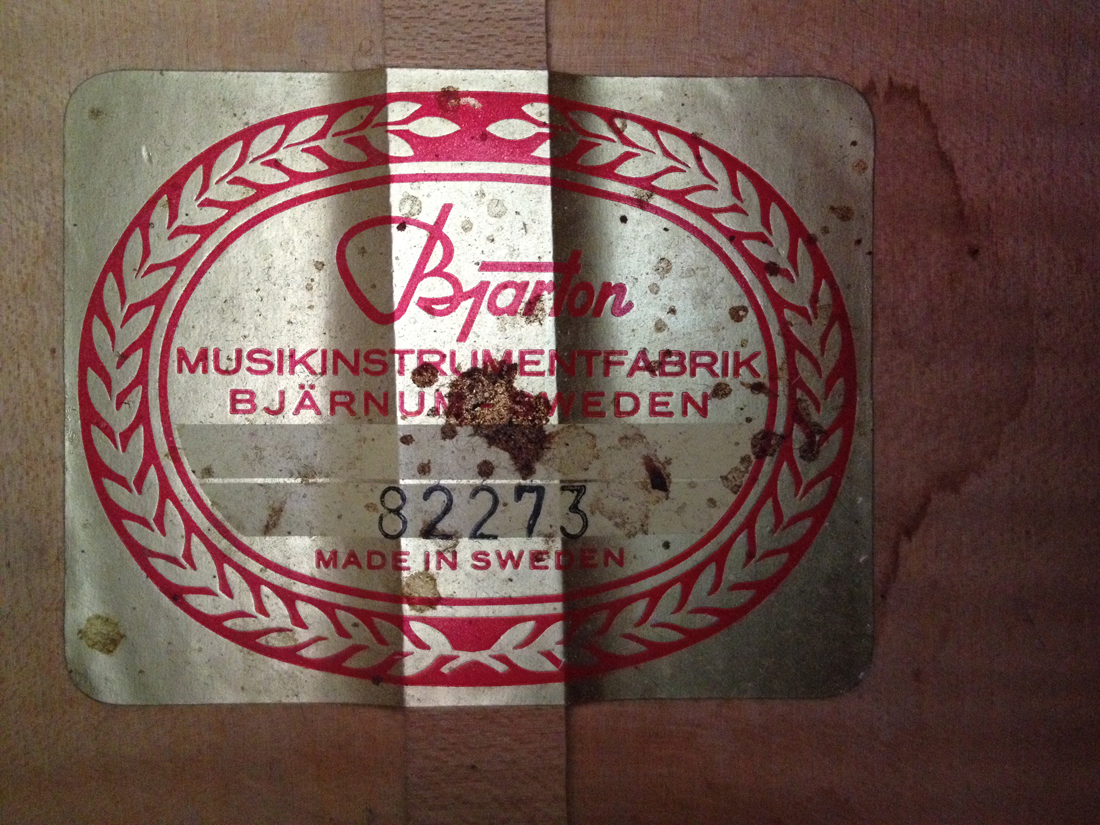 Bjarton
MUSIKINSTRUMENTFABRIK
BJÄRNUM - SWEDEN
82273
MADE IN SWEDEN